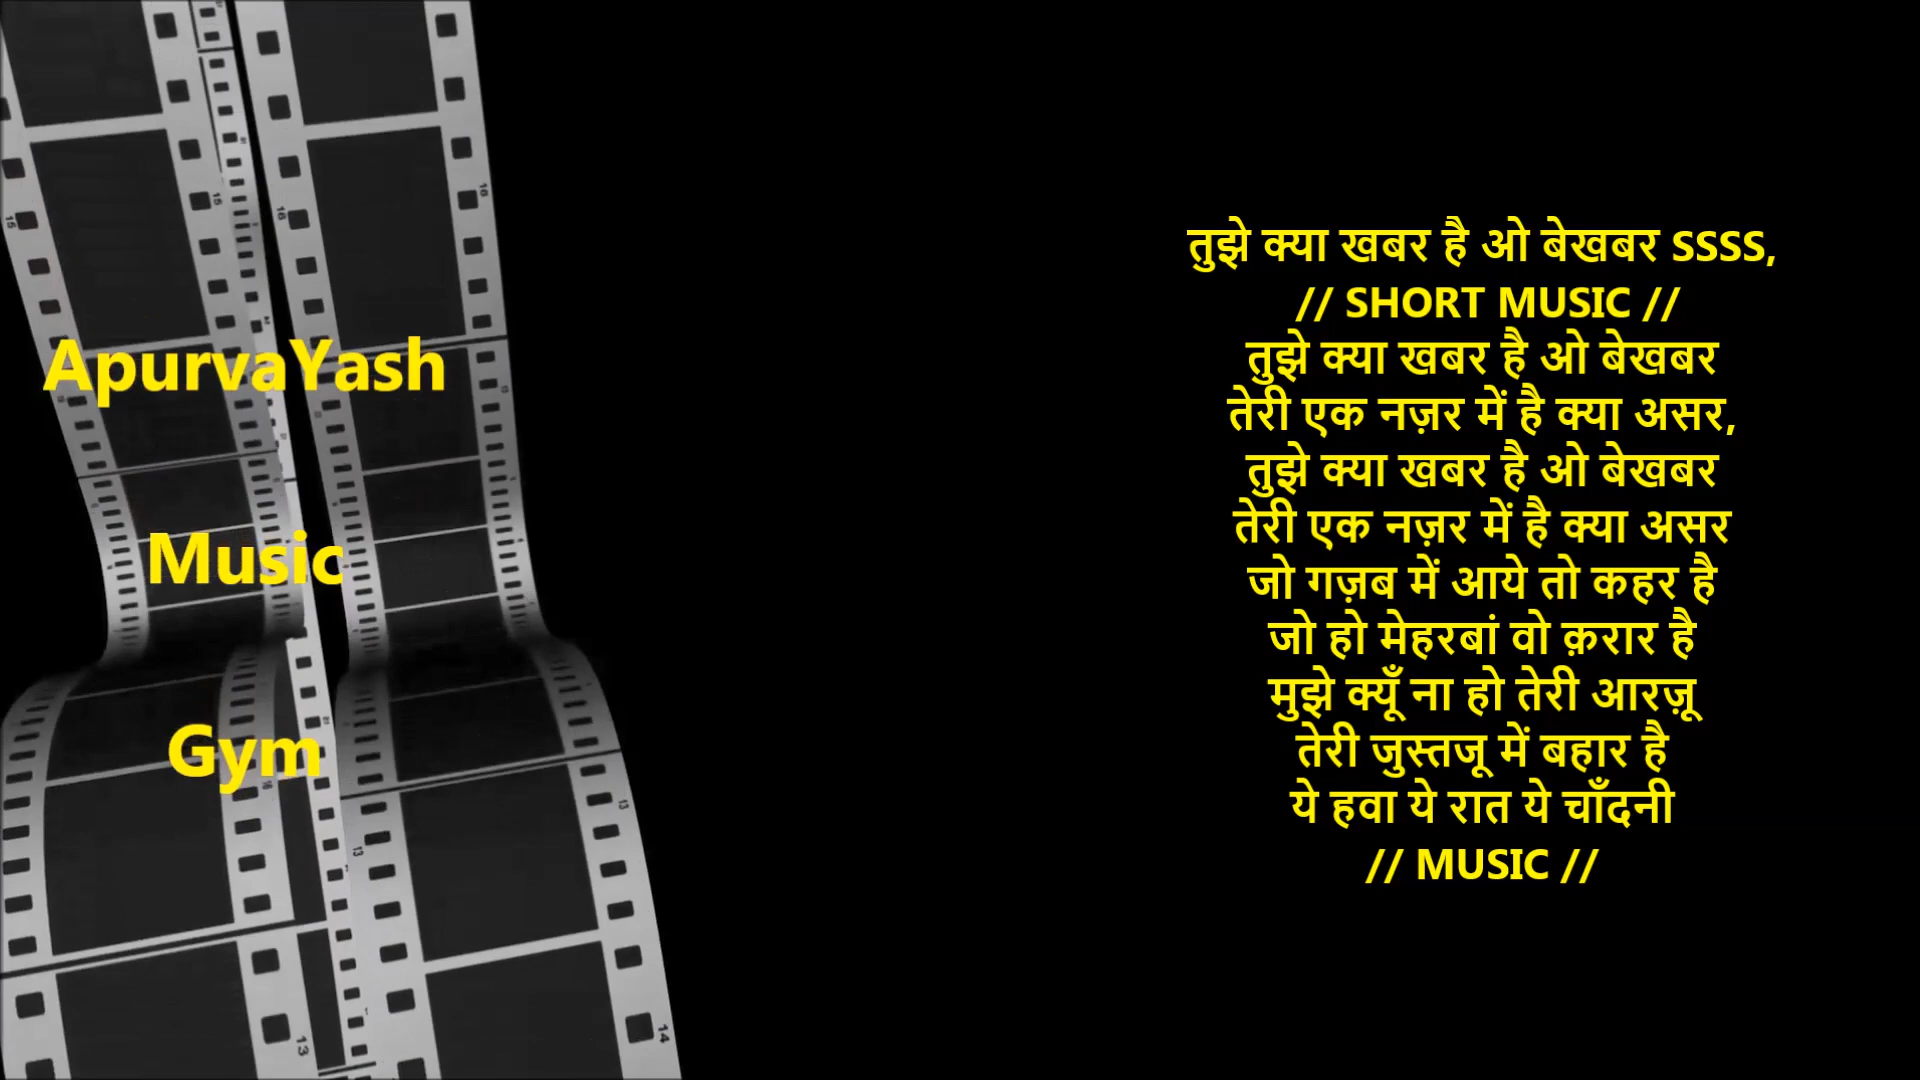 ApurvaYash
Music
Gym
तुझे क्या खबर है ओ बेखबर SSSS,
// SHORT MUSIC //
तुझे क्या खबर है ओ बेखबर
तेरी एक नज़र में है क्या असर,
तुझे क्या खबर है ओ बेखबर
तेरी एक नज़र में है क्या असर
जो गज़ब में आये तो कहर है
जो हो मेहरबां वो क़रार है
मुझे क्यूँ ना हो तेरी आरज़ू
तेरी जुस्तजू में बहार है
ये हवा ये रात ये चाँदनी
// MUSIC //